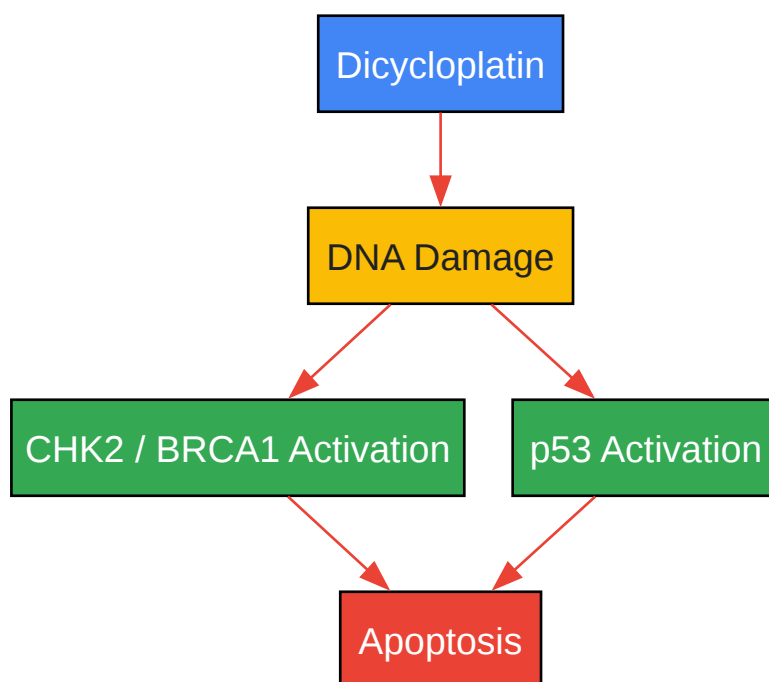 Dicycloplatin
DNA Damage
CHK2 / BRCA1 Activation
p53 Activation
Apoptosis